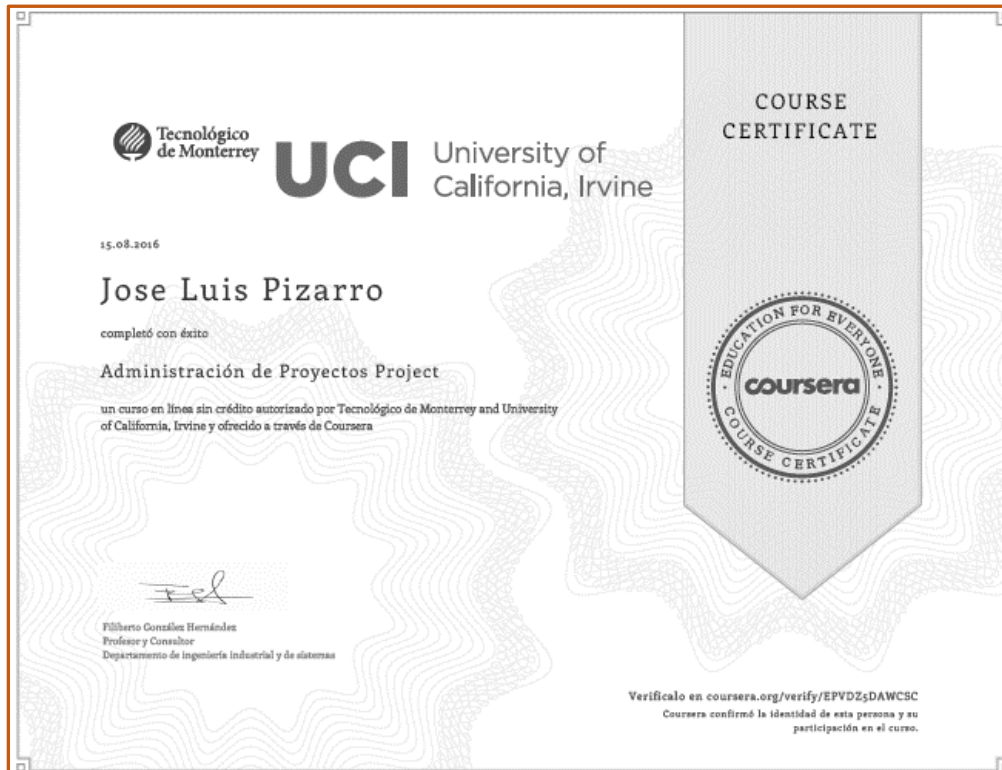 Tecnológico
de Monterrey
UCI
University of
California, Irvine
COURSE
CERTIFICATE
15.08.2016
Jose Luis Pizarro
completó con éxito
Administración de Proyectos Project
un curso en línea sin crédito autorizado por Tecnológico de Monterrey and University
of California, Irvine y ofrecido a través de Coursera
EDUCATION FOR EVERYONE
coursera
COURSE CERTIFICATE
Filiberto González Hernández
Profesor y Consultor
Departamento de ingeniería industrial y de sistemas
Verifícalo en coursera.org/verify/EPVDZ5DAWCSC
Coursera confirmó la identidad de esta persona y su
participación en el curso.